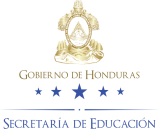 GOBIERNO DE HONDURAS
SECRETARÍA DE EDUCACIÓN